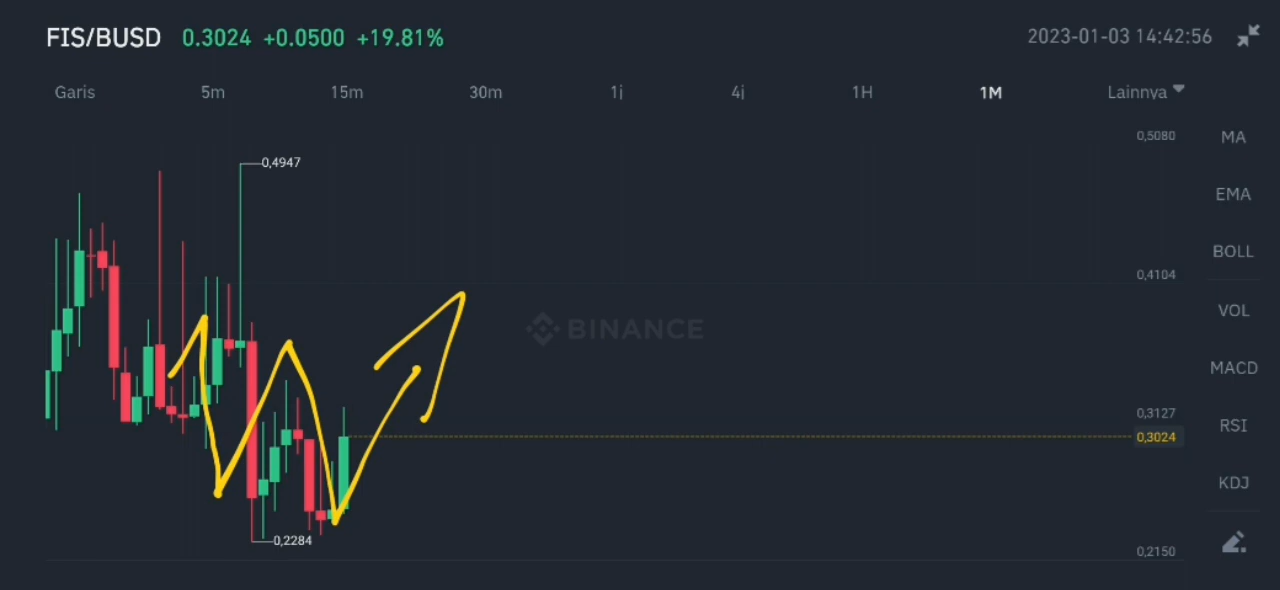 FIS/BUSD 0.3024 +0.0500 +19.81% 2023-01-03 14:42:56
Garis 5m 15m 30m 1j 4j 1H 1M Lainnya
0,5080
MA
0,4947
EMA
BOLL
0,4104
VOL
BINANCE
MACD
0,3127
RSI
0,3024
KDJ
0,2284
0,2150